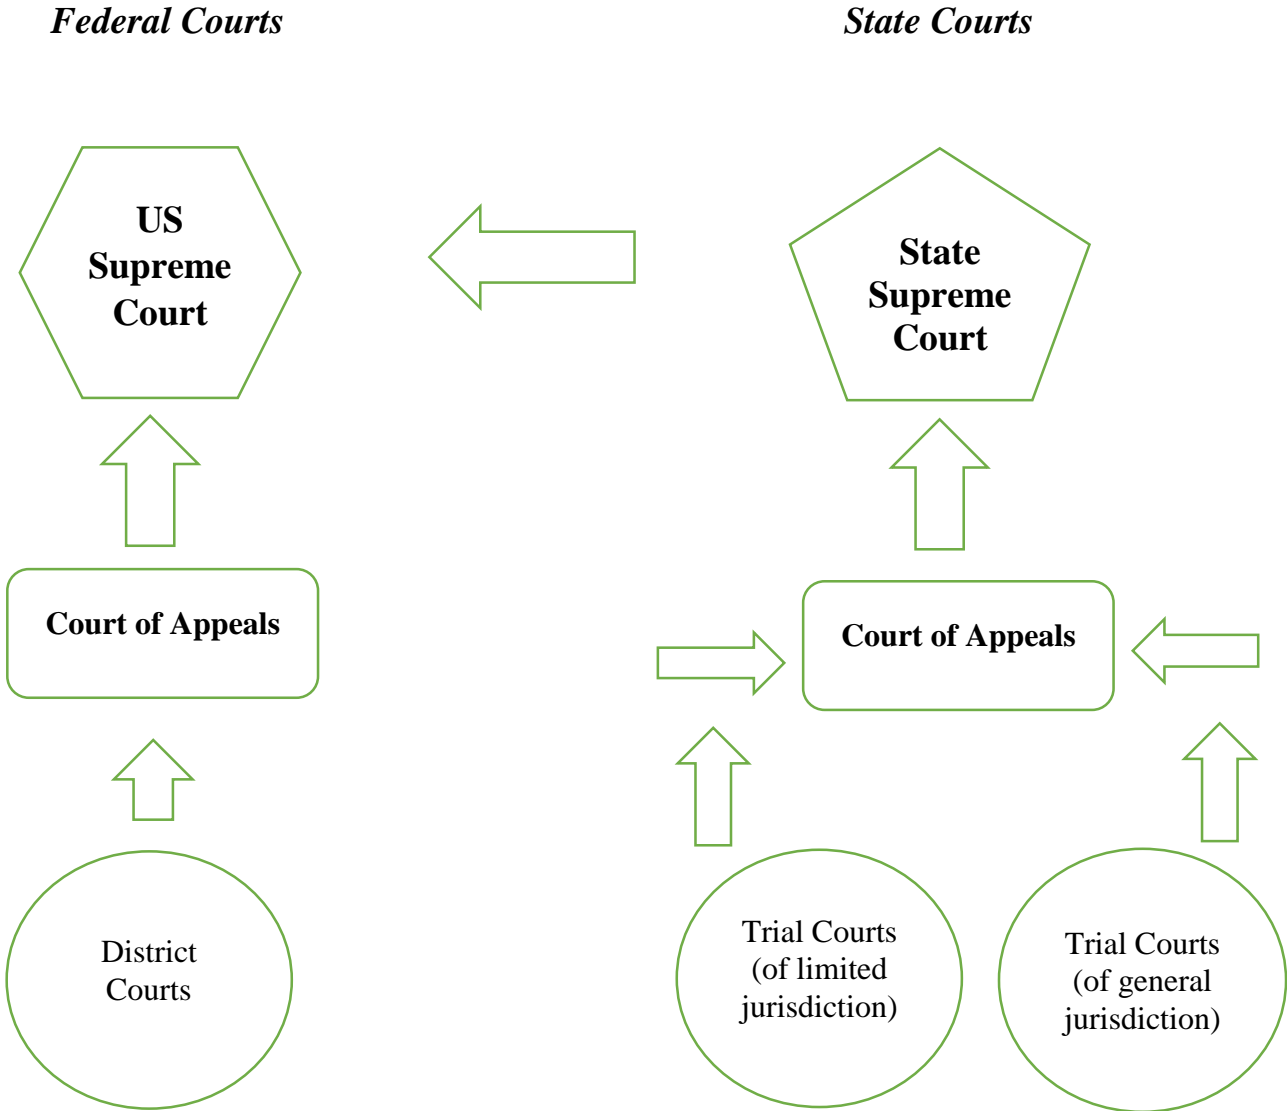 Federal Courts
State Courts
US
Supreme
Court
State
Supreme
Court
Court of Appeals
Court of Appeals
District
Courts
Trial Courts
(of limited
jurisdiction)
Trial Courts
(of general
jurisdiction)